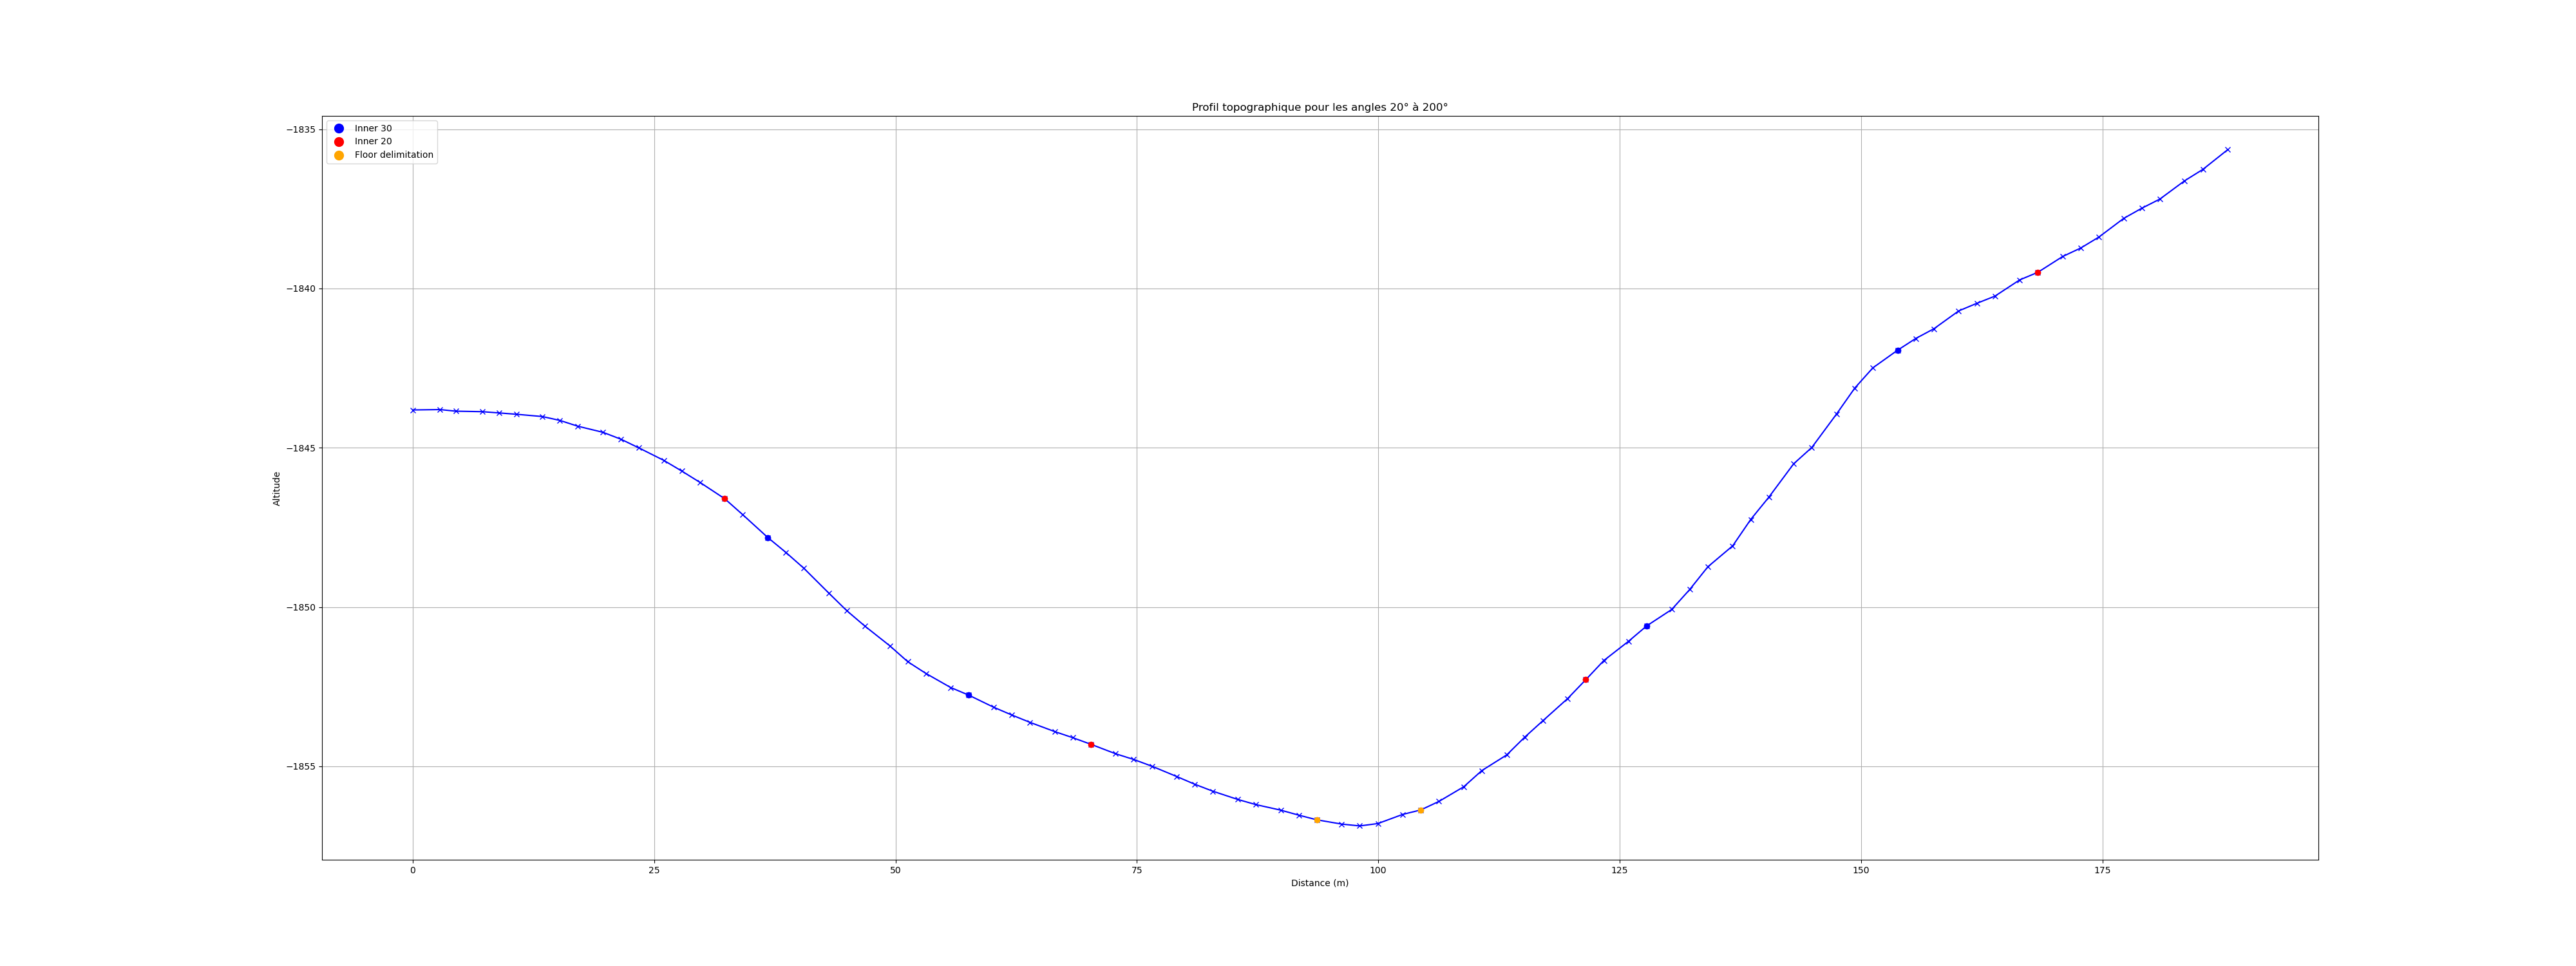 Profil topographique pour les angles 20° à 200°
Inner 30
Inner 20
Floor delimitation
−1835
−1840
−1845
−1850
−1855
Altitude
0 25 50 75 100 125 150 175
Distance (m)